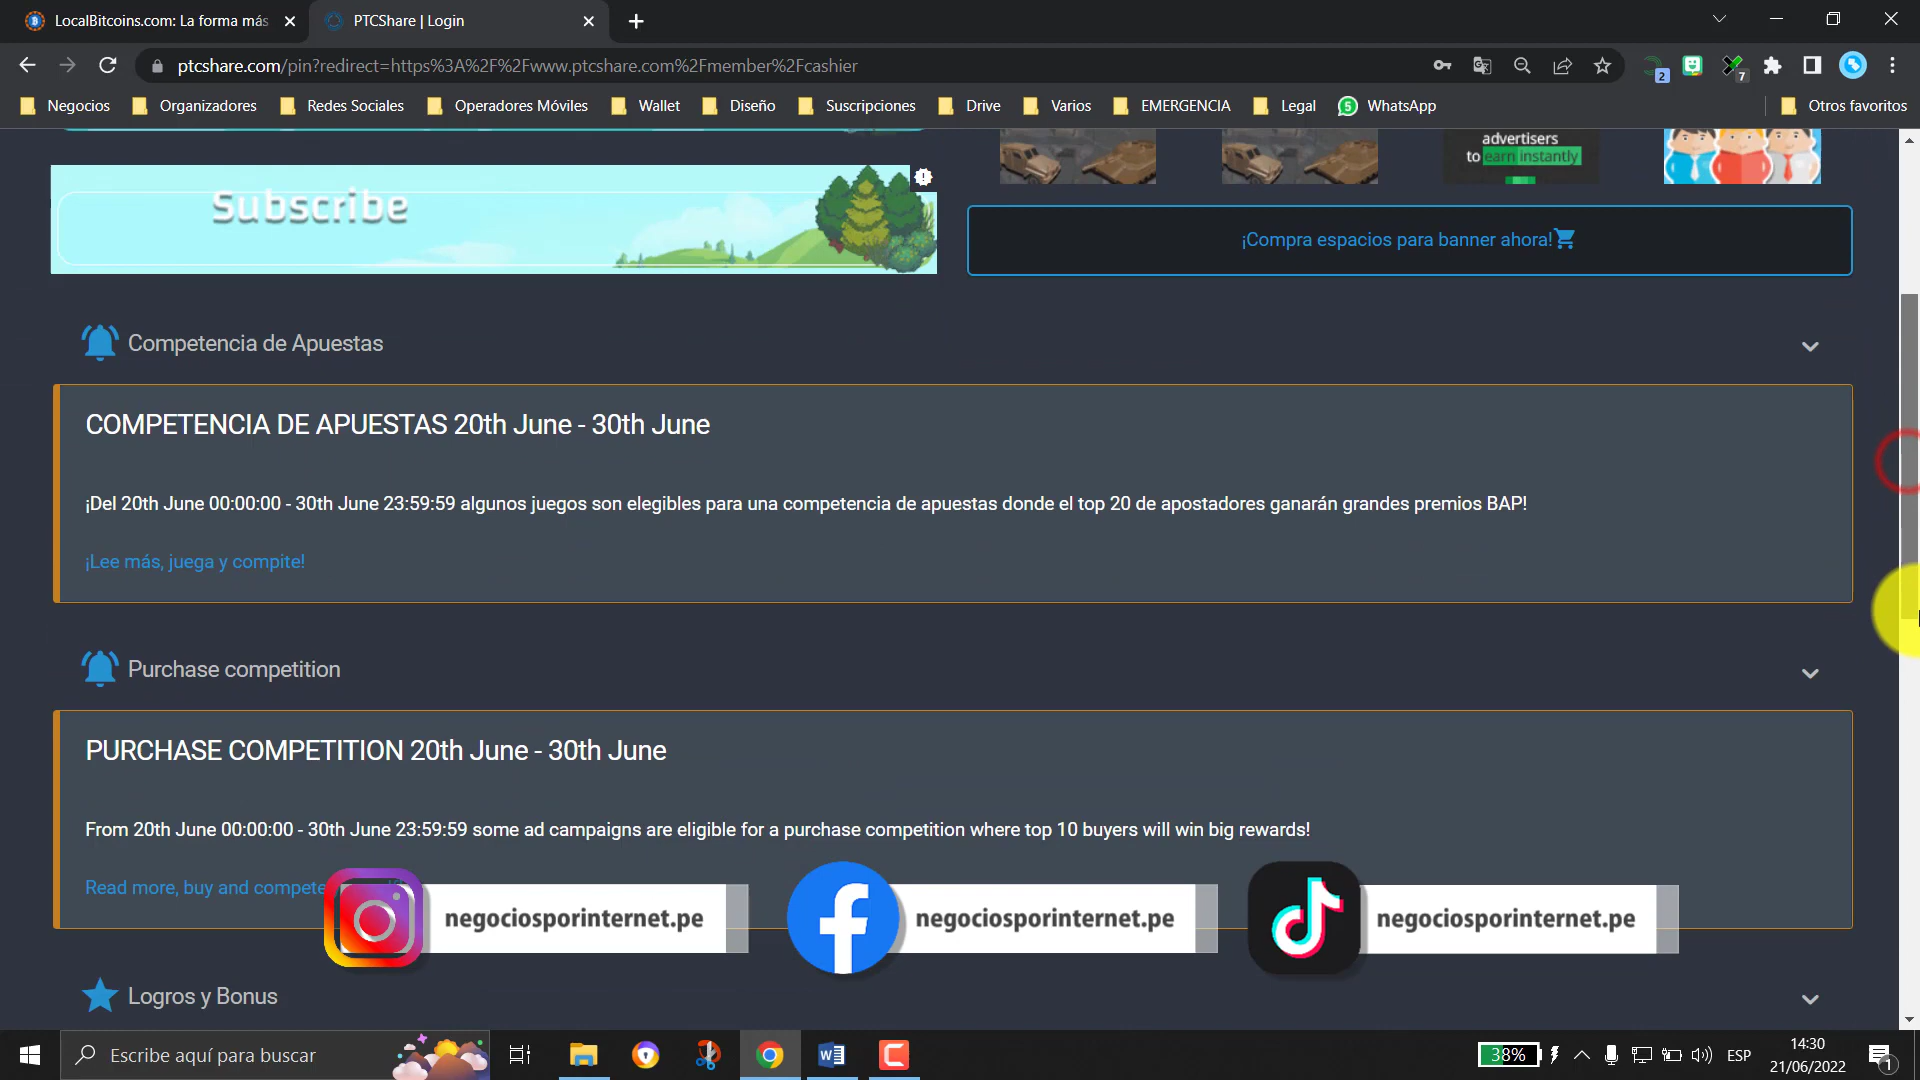 LocalBitcoins.com: La forma más
PTCShare | Login
ptcshare.com/pin?redirect=https%3A%2F%2Fwww.ptcshare.com%2Fmember%2Fcashier
2
7
Negocios
Organizadores
Redes Sociales
Operadores Móviles
Wallet
Diseño
Suscripciones
Drive
Varios
EMERGENCIA
Legal
5
WhatsApp
Otros favoritos
Subscribe
advertisers
to earn instantly
¡Compra espacios para banner ahora!
Competencia de Apuestas
COMPETENCIA DE APUESTAS 20th June - 30th June
¡Del 20th June 00:00:00 - 30th June 23:59:59 algunos juegos son elegibles para una competencia de apuestas donde el top 20 de apostadores ganarán grandes premios BAP!
¡Lee más, juega y compite!
Purchase competition
PURCHASE COMPETITION 20th June - 30th June
From 20th June 00:00:00 - 30th June 23:59:59 some ad campaigns are eligible for a purchase competition where top 10 buyers will win big rewards!
Read more, buy and compete
negociosporinternet.pe
negociosporinternet.pe
negociosporinternet.pe
Logros y Bonus
Escribe aquí para buscar
38%
ESP
14:30
21/06/2022
1